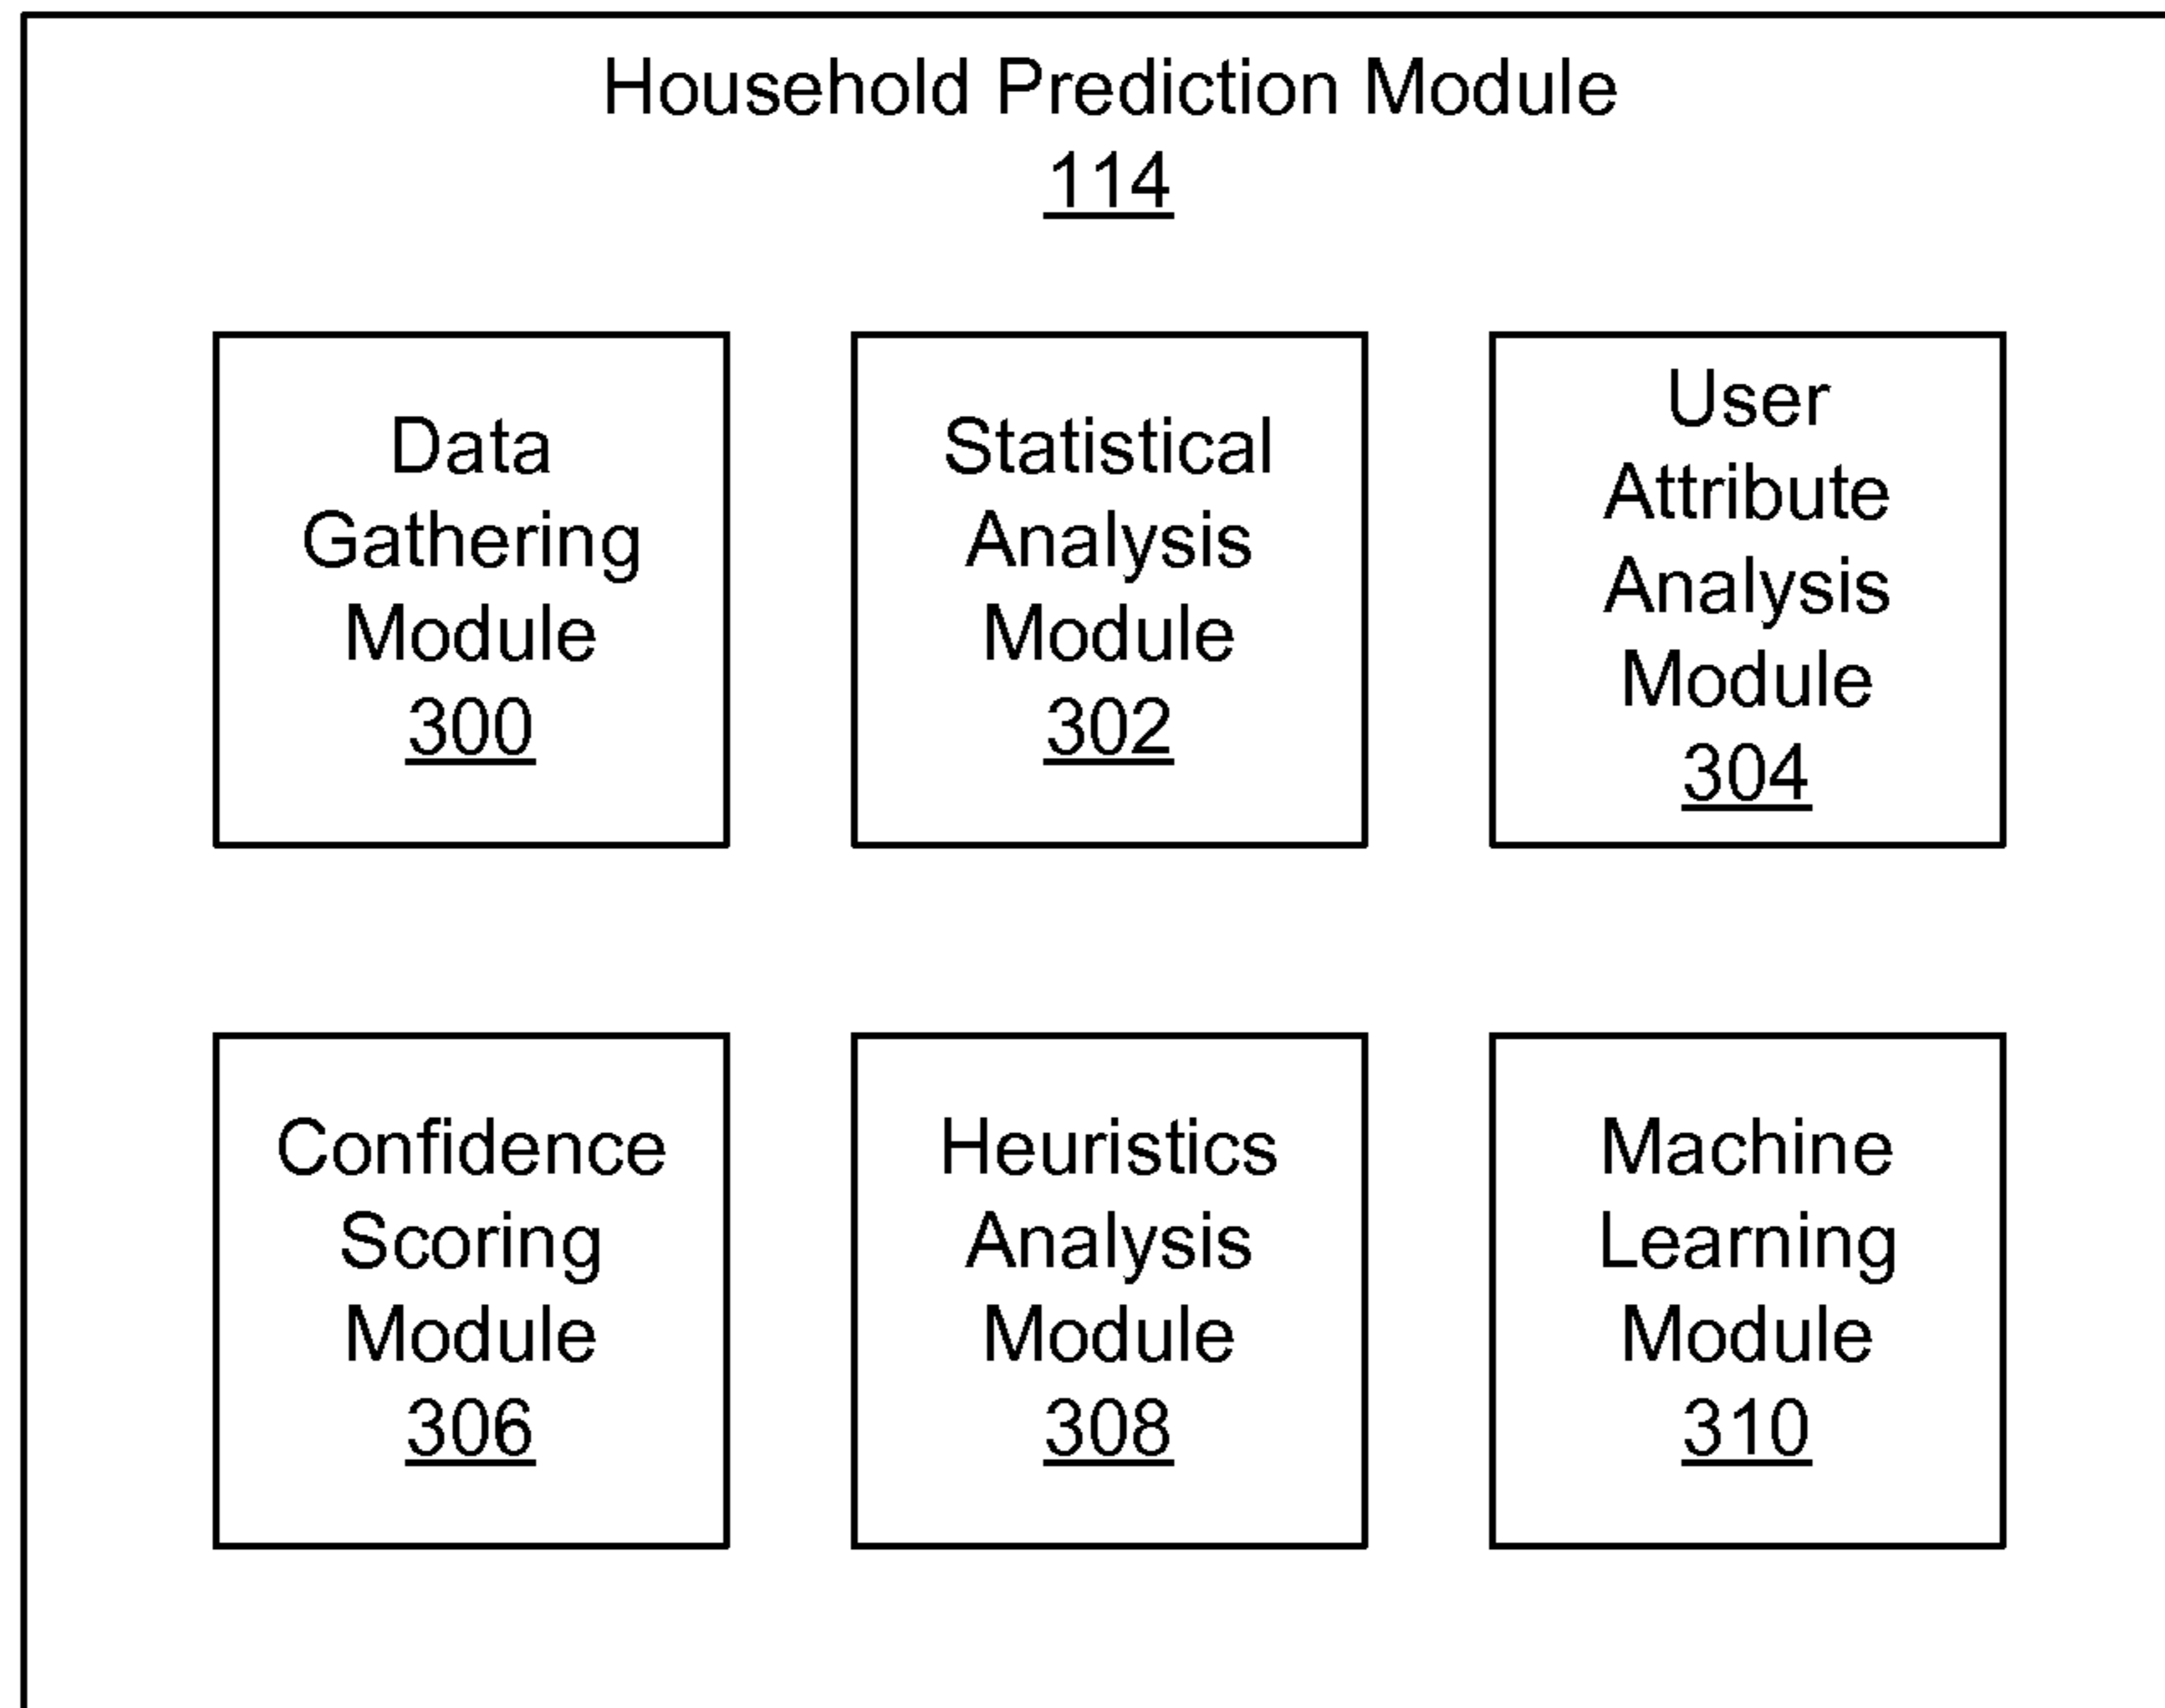 Household Prediction Module
114
Data
Gathering
Module
300
Statistical
Analysis
Module
302
User
Attribute
Analysis
Module
304
Confidence
Scoring
Module
306
Heuristics
Analysis
Module
308
Machine
Learning
Module
310